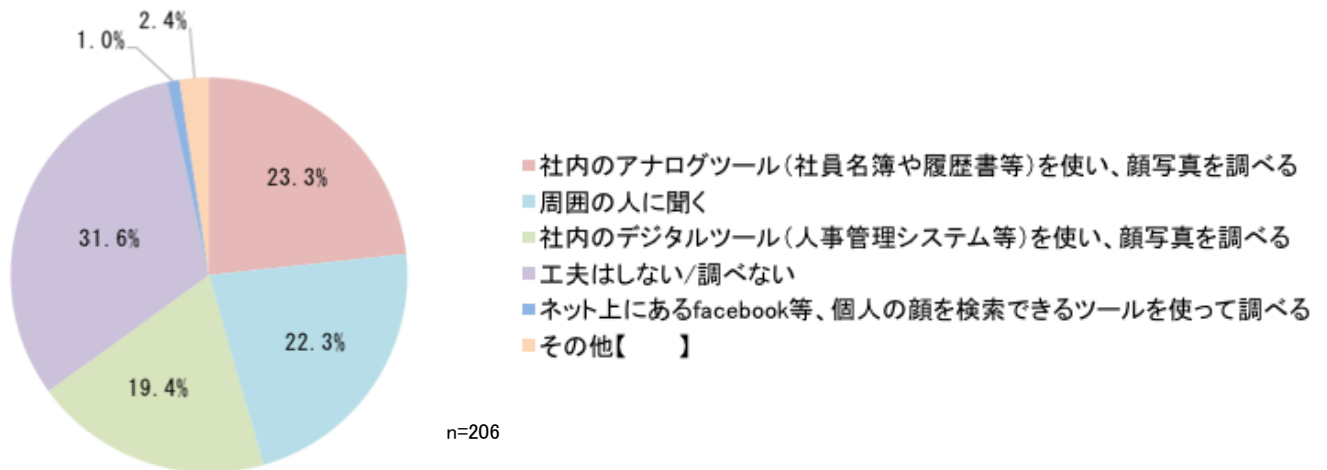 2.4%
1.0%
23.3%
31.6%
22.3%
19.4%
n=206
社内のアナログツール(社員名簿や履歴書等)を使い、顔写真を調べる
周囲の人に聞く
社内のデジタルツール(人事管理システム等)を使い、顔写真を調べる
工夫はしない/調べない
ネット上にあるfacebook等、個人の顔を検索できるツールを使って調べる
その他【　　】